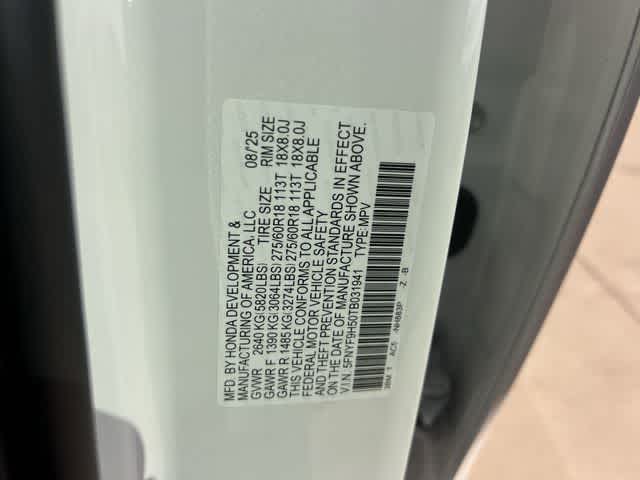 MFD. BY HONDA DEVELOPMENT &
MANUFACTURING OF AMERICA, LLC 08/'25
GVWR 2640 KG(5820LBS) TIRE SIZE RIM SIZE
GAWR F 1390 KG(3064LBS) 275/60R18 113T 18X8.0J
GAWR R 1485 KG(3274LBS) 275/60R18 113T 18X8.0J
THIS VEHICLE CONFORMS TO ALL APPLICABLE
FEDERAL MOTOR VEHICLE SAFETY
AND THEFT PREVENTION STANDARDS IN EFFECT
ON THE DATE OF MANUFACTURE SHOWN ABOVE.
V.I.N. 5FNYF9H50TB031941 TYPE:MPV
1 AC5 -NH883P -Z -B